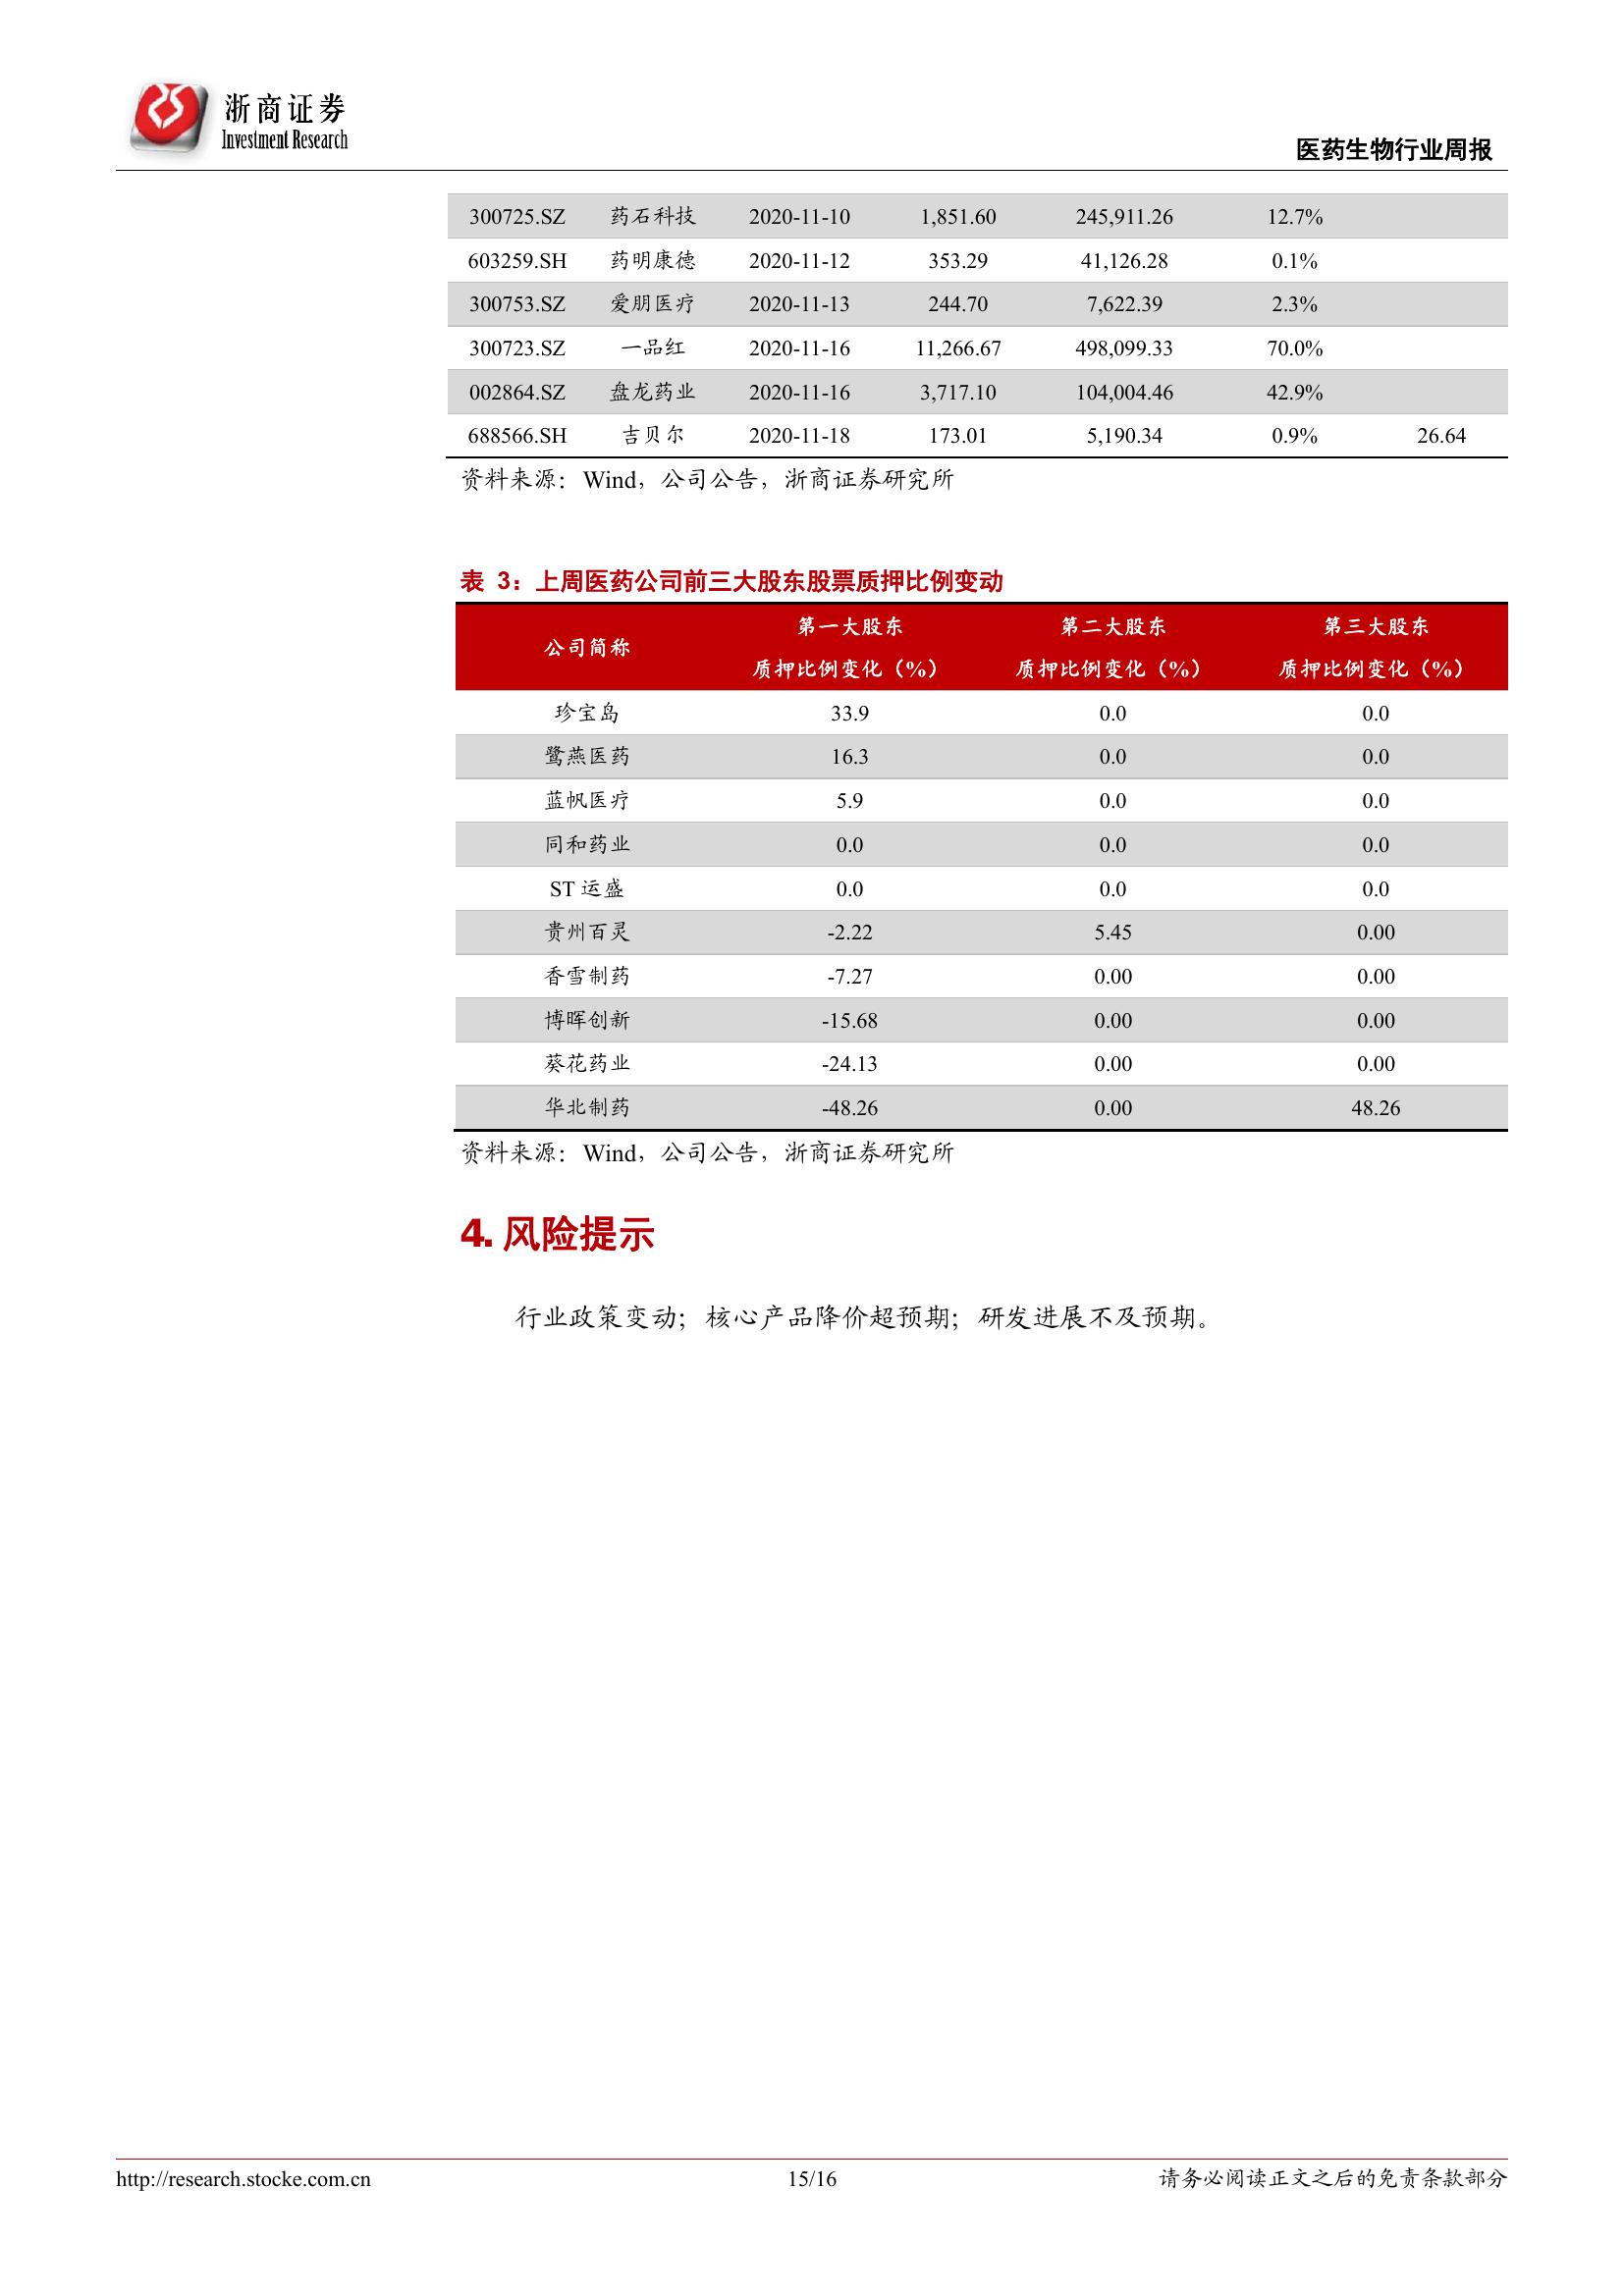 浙商证券
Investment Research
医药生物行业周报
300725.SZ 药石科技 2020-11-10 1,851.60 245,911.26 12.7%
603259.SH 药明康德 2020-11-12 353.29 41,126.28 0.1%
300753.SZ 爱朋医疗 2020-11-13 244.70 7,622.39 2.3%
300723.SZ 一品红 2020-11-16 11,266.67 498,099.33 70.0%
002864.SZ 盘龙药业 2020-11-16 3,717.10 104,004.46 42.9%
688566.SH 吉贝尔 2020-11-18 173.01 5,190.34 0.9% 26.64
资料来源：Wind，公司公告，浙商证券研究所
表 3：上周医药公司前三大股东股票质押比例变动
公司简称 第一大股东 第二大股东 第三大股东
质押比例变化（%） 质押比例变化（%） 质押比例变化（%）
珍宝岛 33.9 0.0 0.0
鹭燕医药 16.3 0.0 0.0
蓝帆医疗 5.9 0.0 0.0
同和药业 0.0 0.0 0.0
ST 运盛 0.0 0.0 0.0
贵州百灵 -2.22 5.45 0.00
香雪制药 -7.27 0.00 0.00
博晖创新 -15.68 0.00 0.00
葵花药业 -24.13 0.00 0.00
华北制药 -48.26 0.00 48.26
资料来源：Wind，公司公告，浙商证券研究所
4. 风险提示
行业政策变动；核心产品降价超预期；研发进展不及预期。
http://research.stocke.com.cn 15/16 请务必阅读正文之后的免责条款部分